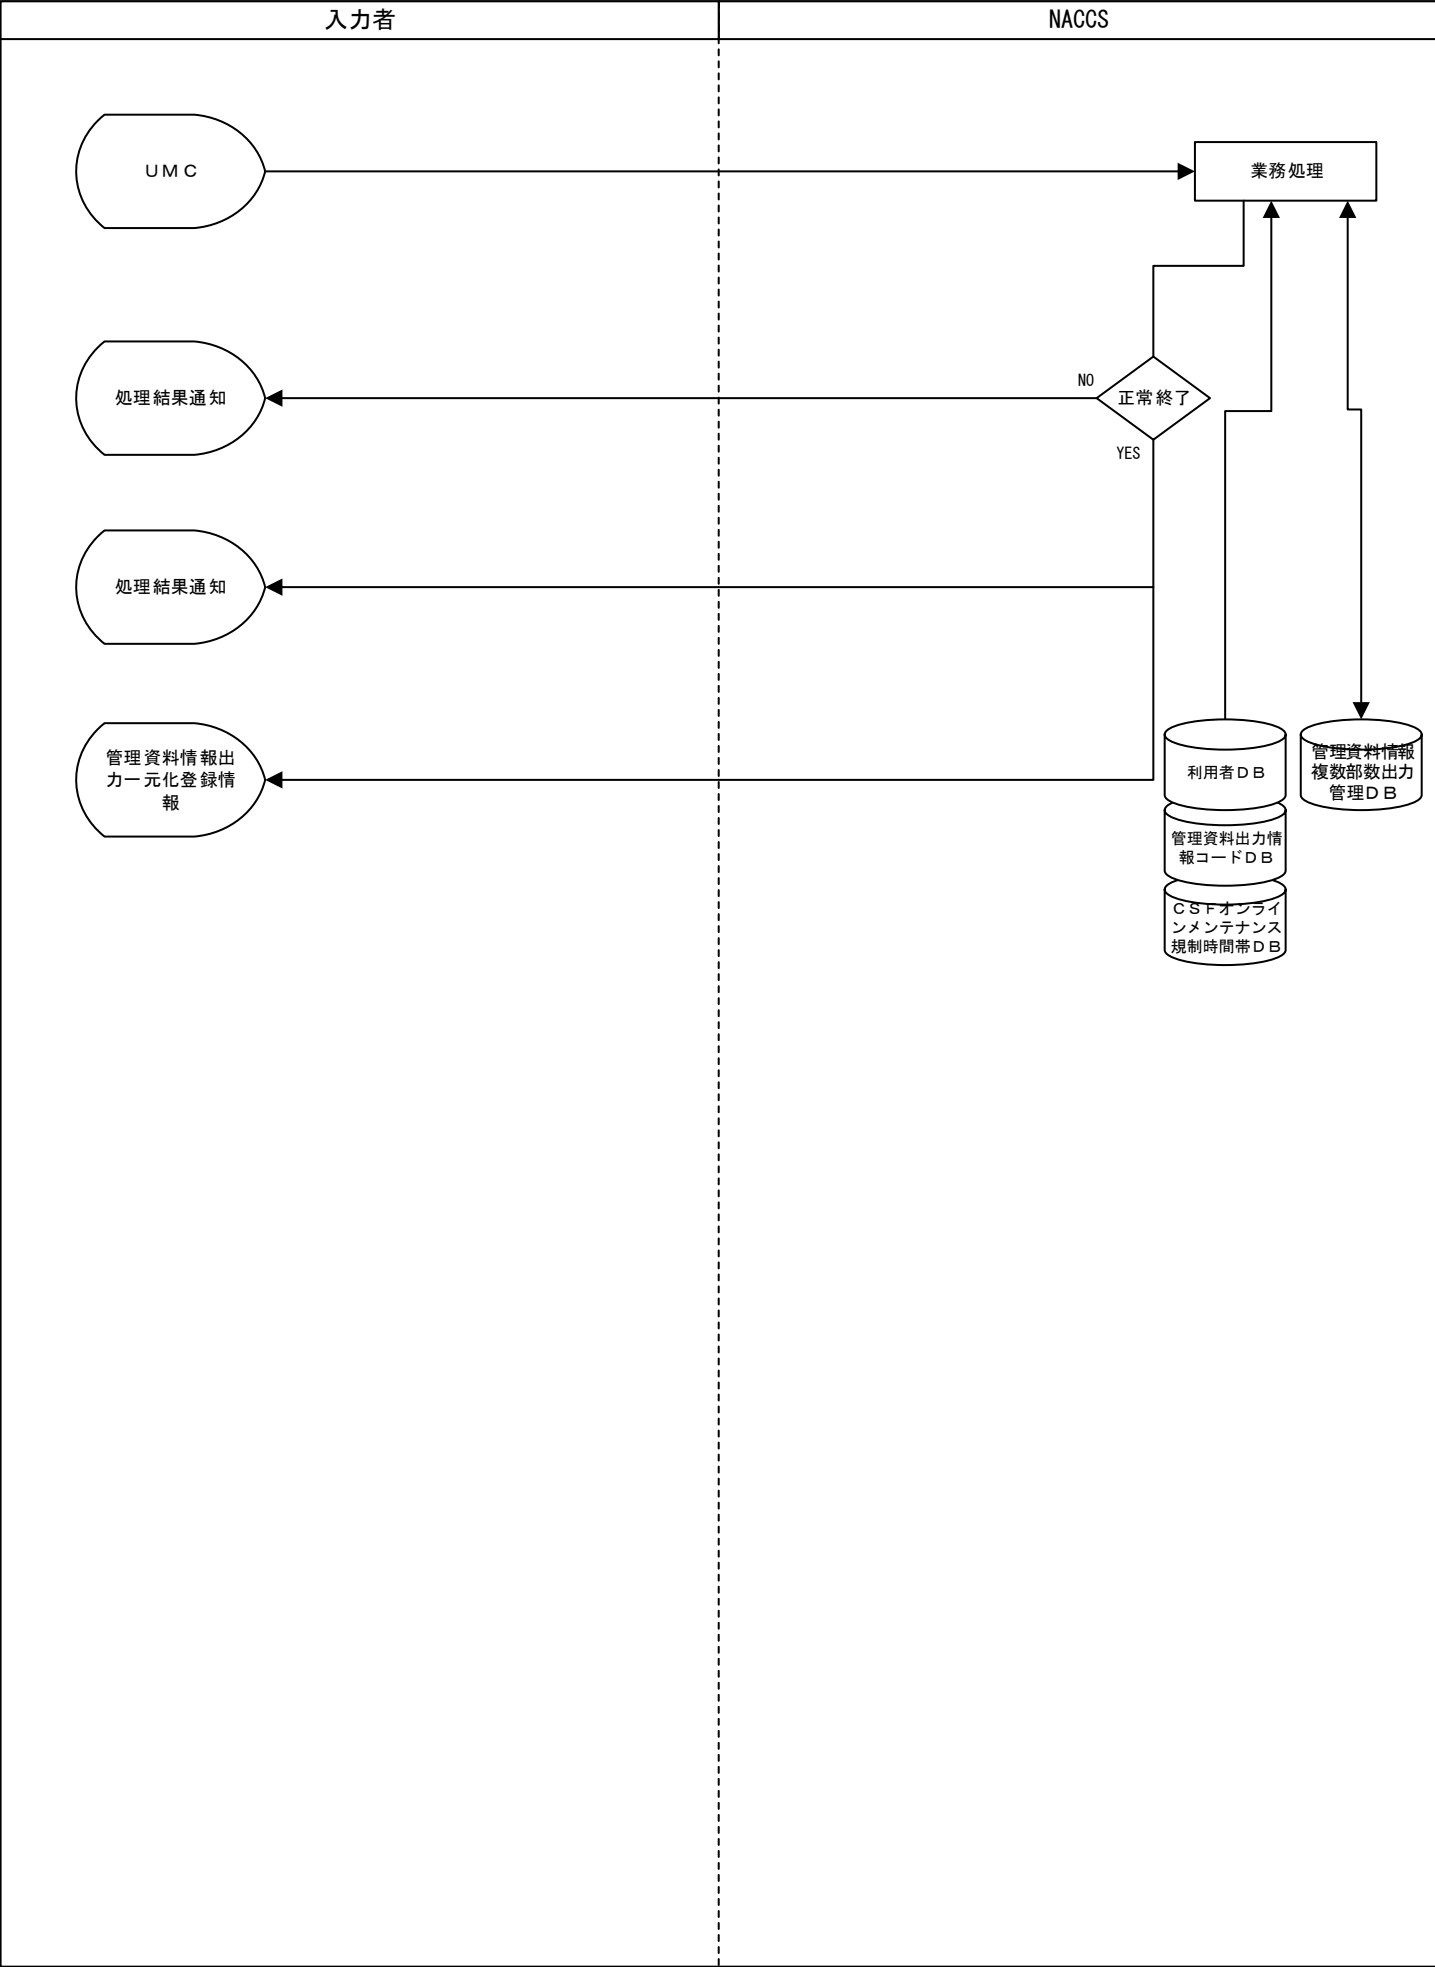 入力者
NACCS
ＵＭＣ
業務処理
処理結果通知
NO
正常終了
YES
処理結果通知
管理資料情報出
力一元化登録情
報
利用者ＤＢ
管理資料情報
複数部数出力
管理ＤＢ
管理資料出力情
報コードＤＢ
ＣＳＦオンライ
ンメンテナンス
規制時間帯ＤＢ